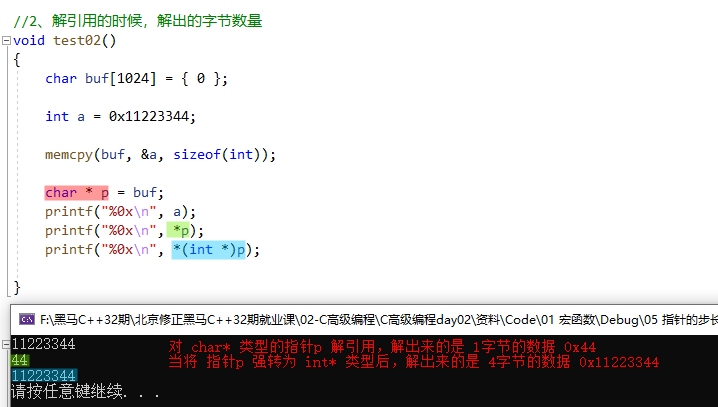 //2、解引用的时候，解出的字节数量
void test02()
{
char buf[1024] = { 0 };
int a = 0x11223344;
memcpy(buf, &a, sizeof(int));
char * p = buf;
printf("%0x\n", a);
printf("%0x\n", *p);
printf("%0x\n", *(int *)p);
}
F:\黑马C++32期\北京修正黑马C++32期就业课\02-C高级编程\C高级编程day02\资料\Code\01 宏函数\Debug\05 指针的步长
11223344 对 char* 类型的指针p 解引用，解出来的是 1字节的数据 0x44
44 当将 指针p 强转为 int* 类型后，解出来的是 4字节的数据 0x11223344
11223344
请按任意键继续. . .